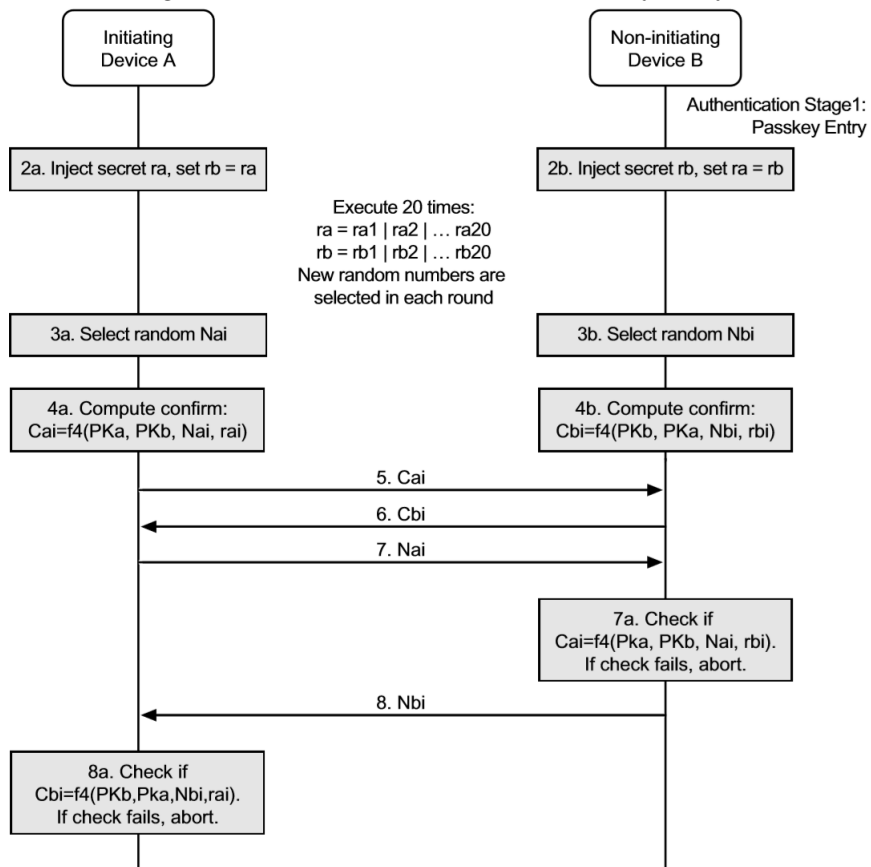 Initiating
Device A
Non-initiating
Device B
Authentication Stage1:
Passkey Entry
2a. Inject secret ra, set rb = ra
2b. Inject secret rb, set ra = rb
Execute 20 times:
ra = ra1 | ra2 | … ra20
rb = rb1 | rb2 | … rb20
New random numbers are
selected in each round
3a. Select random Nai
3b. Select random Nbi
4a. Compute confirm:
Cai=f4(PKa, PKb, Nai, rai)
4b. Compute confirm:
Cbi=f4(PKb, PKa, Nbi, rbi)
5. Cai
6. Cbi
7. Nai
7a. Check if
Cai=f4(Pka, PKb, Nai, rbi).
If check fails, abort.
8. Nbi
8a. Check if
Cbi=f4(PKb,Pka,Nbi,rai).
If check fails, abort.